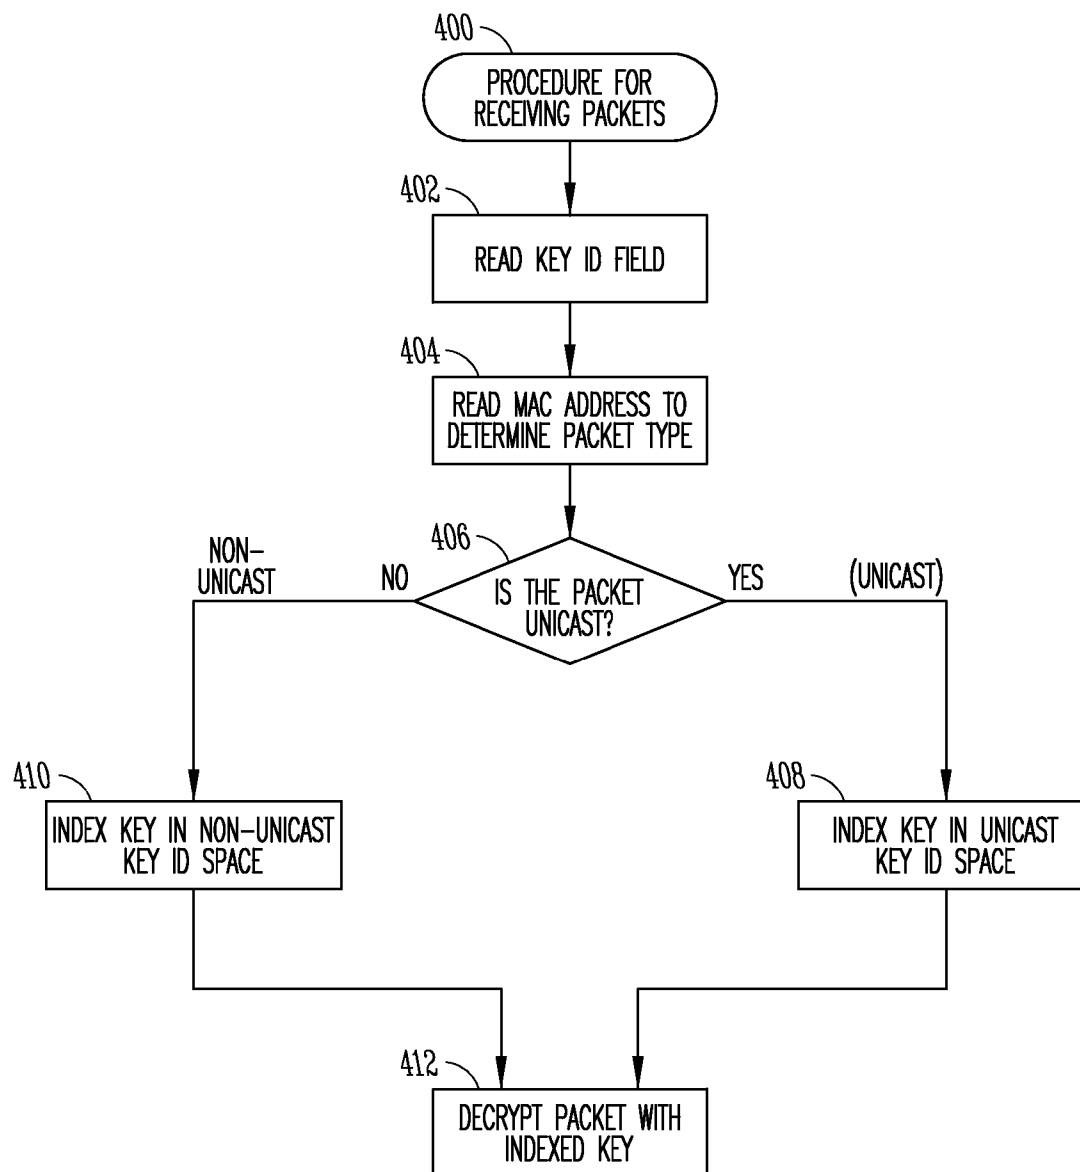 400
PROCEDURE FOR
RECEIVING PACKETS
402
READ KEY ID FIELD
404
READ MAC ADDRESS TO
DETERMINE PACKET TYPE
406
IS THE PACKET
UNICAST?
NON-
UNICAST
NO
YES
(UNICAST)
410
INDEX KEY IN NON-UNICAST
KEY ID SPACE
408
INDEX KEY IN UNICAST
KEY ID SPACE
412
DECRYPT PACKET WITH
INDEXED KEY